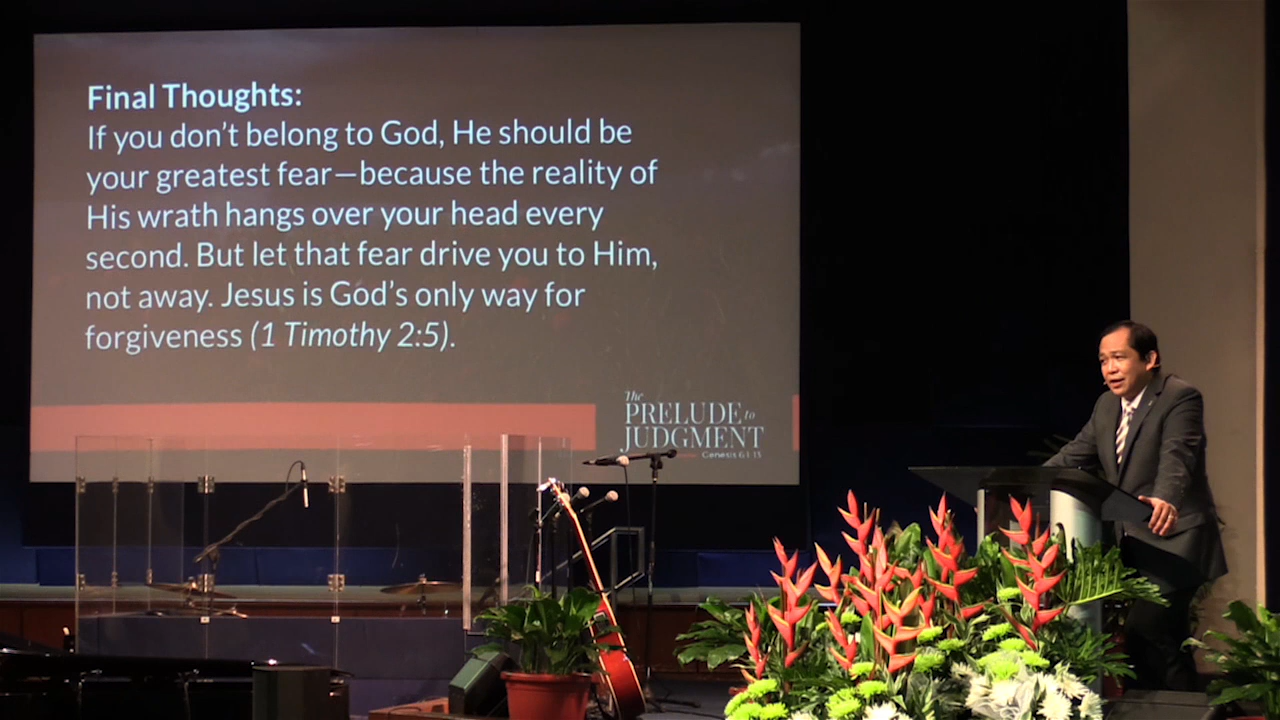 Final Thoughts:
If you don't belong to God, He should be
your greatest fear—because the reality of
His wrath hangs over your head every
second. But let that fear drive you to Him,
not away. Jesus is God's only way for
forgiveness (1 Timothy 2:5).
The
PRELUDE to
JUDGMENT
Genesis 6:1-13